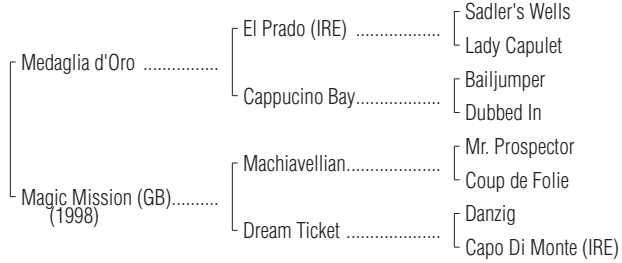 Sadler's Wells
El Prado (IRE) ..................
Lady Capulet
Medaglia d'Oro ................
Bailjumper
Cappucino Bay..................
Dubbed In
Mr. Prospector
Machiavellian....................
Coup de Folie
Magic Mission (GB)..........
(1998)
Danzig
Dream Ticket ....................
Capo Di Monte (IRE)